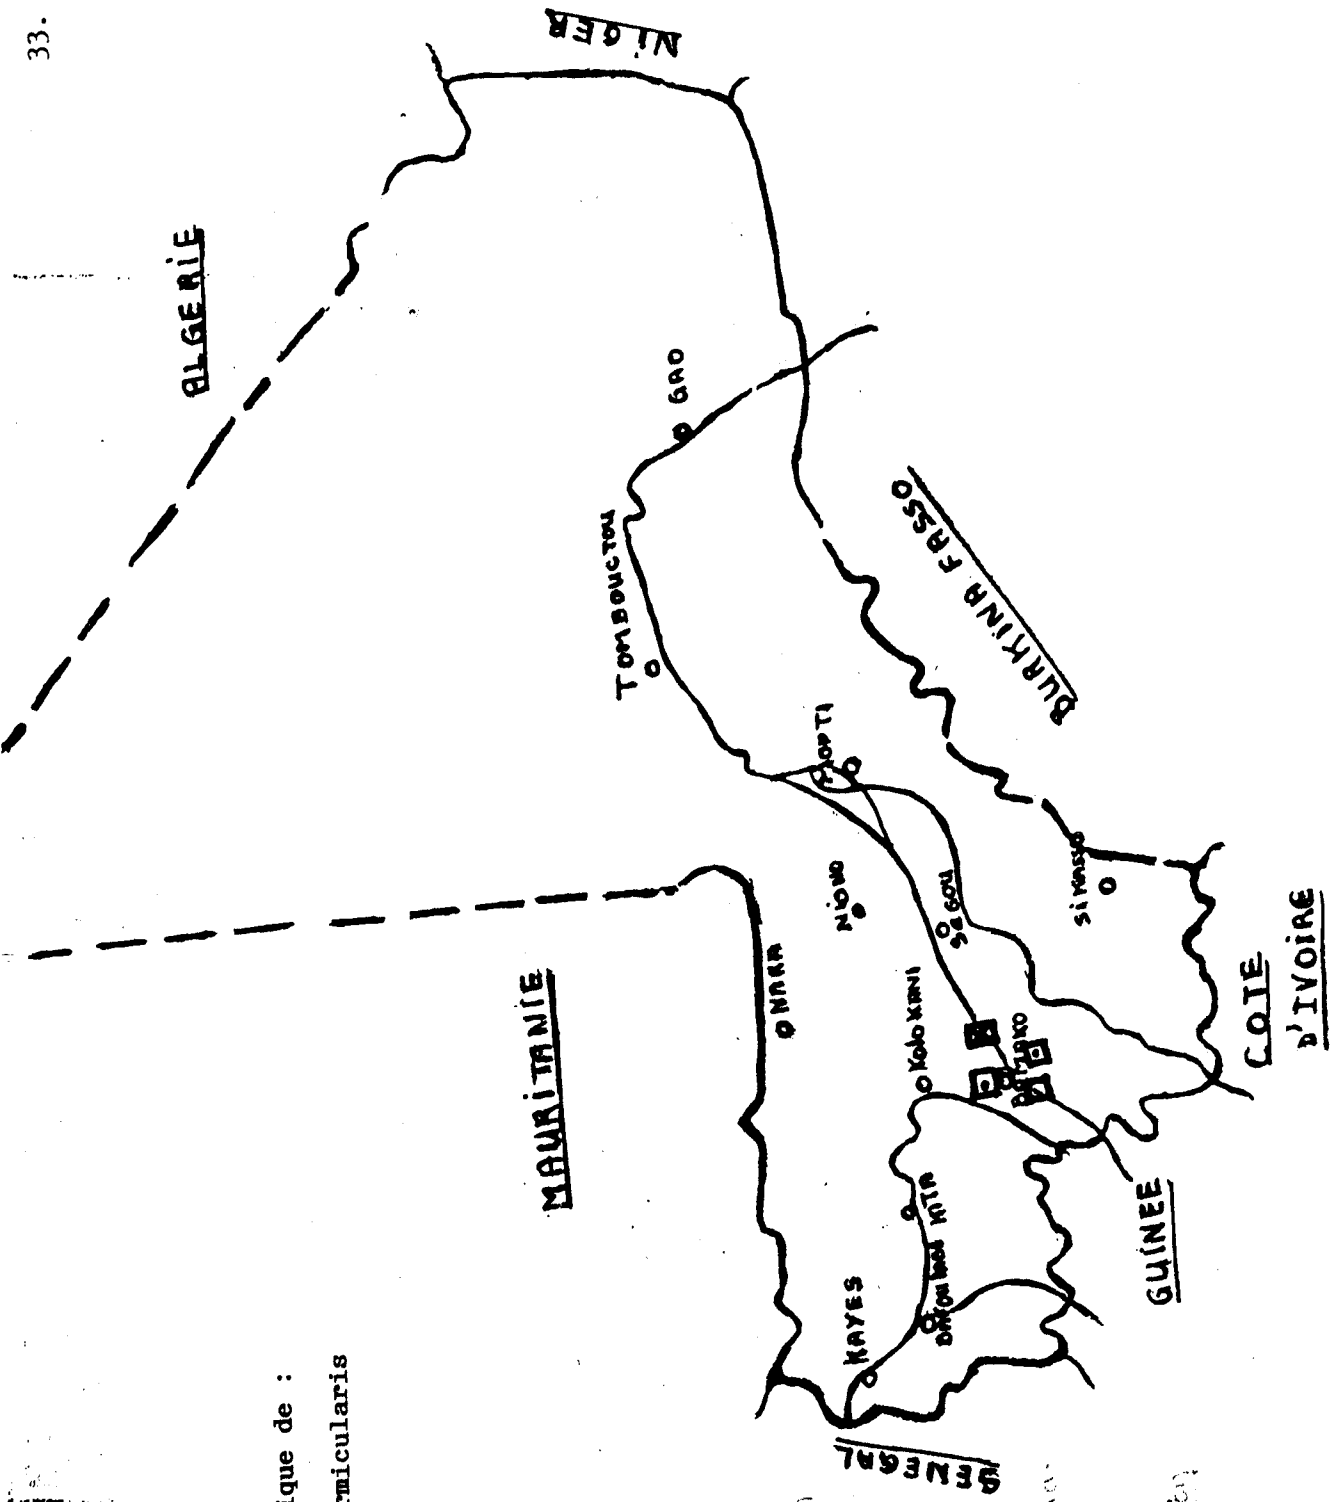 33.
ique de :
rmicularis
ALGERIE
NIGER
MAURITANIE
TOMBOUCTOU
GAO
MOPTI
NIONO
NARA
SEGOU
KoloKANI
KAYES
KITA
BAMAKO
SiKASSO
BURKINA FASSO
SENEGAL
GUINEE
COTE
D'IVOIRE